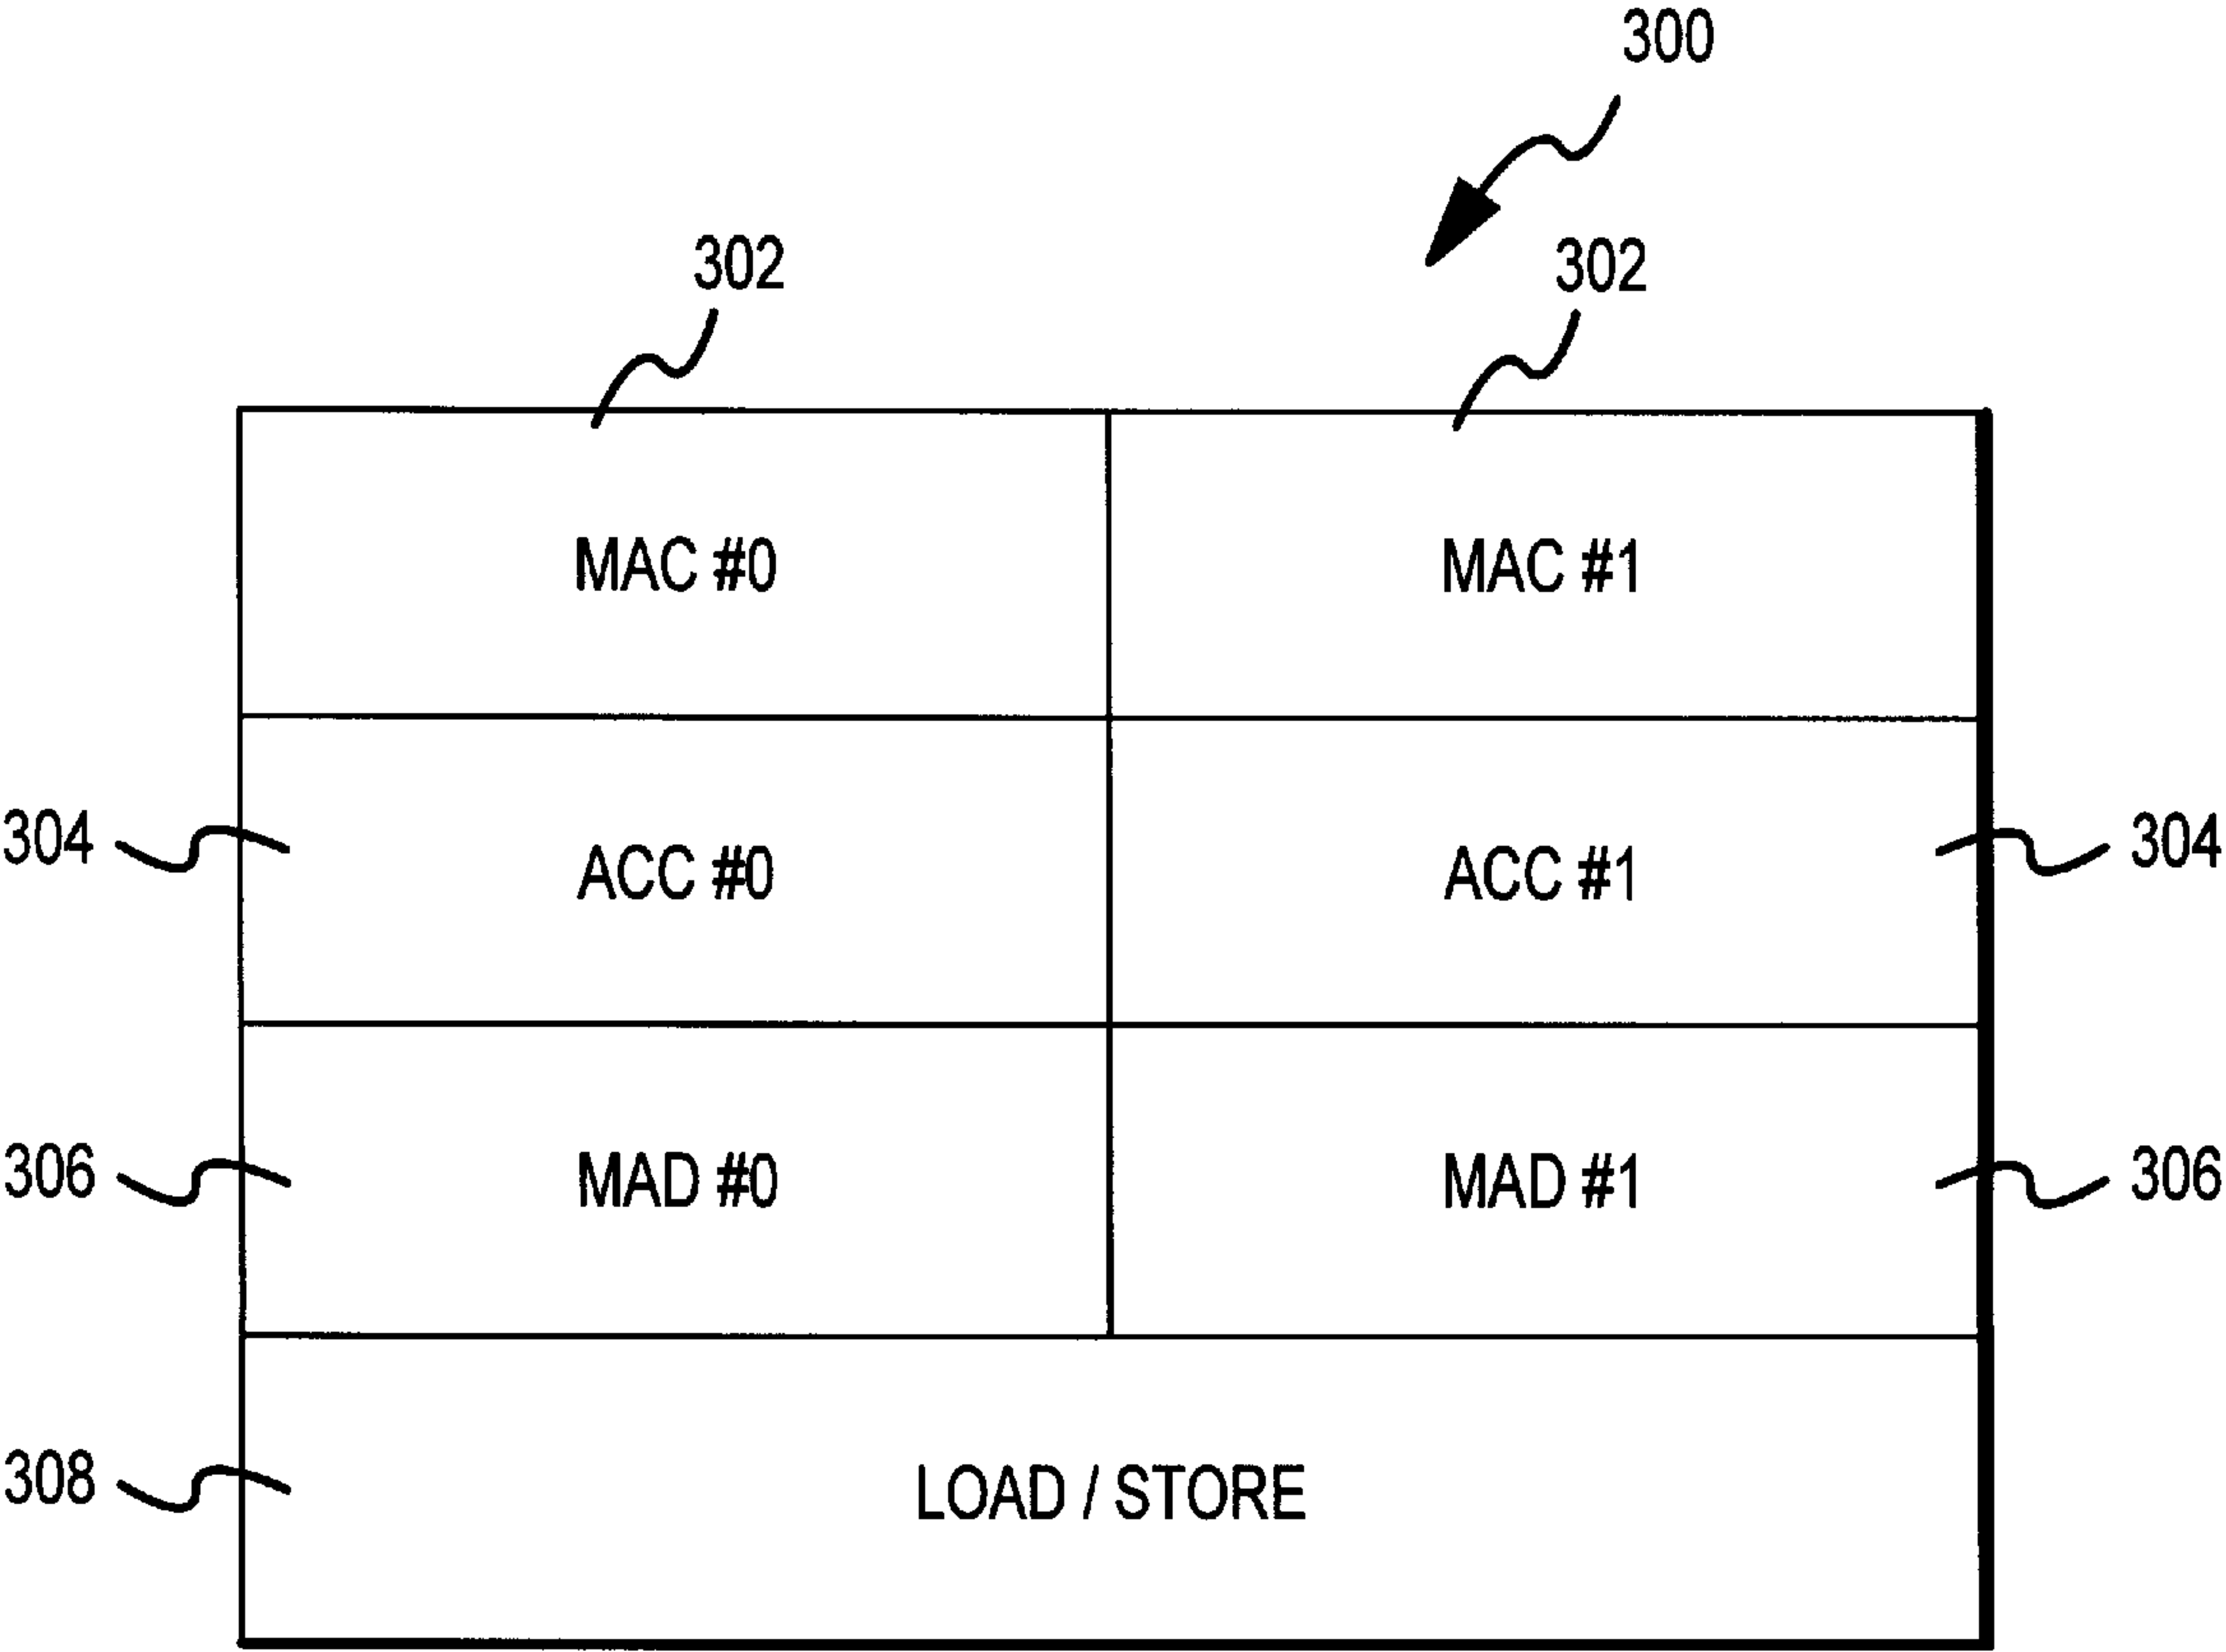 300
302 302
MAC #0 MAC #1
304 ACC #0 ACC #1 304
306 MAD #0 MAD #1 306
308 LOAD / STORE